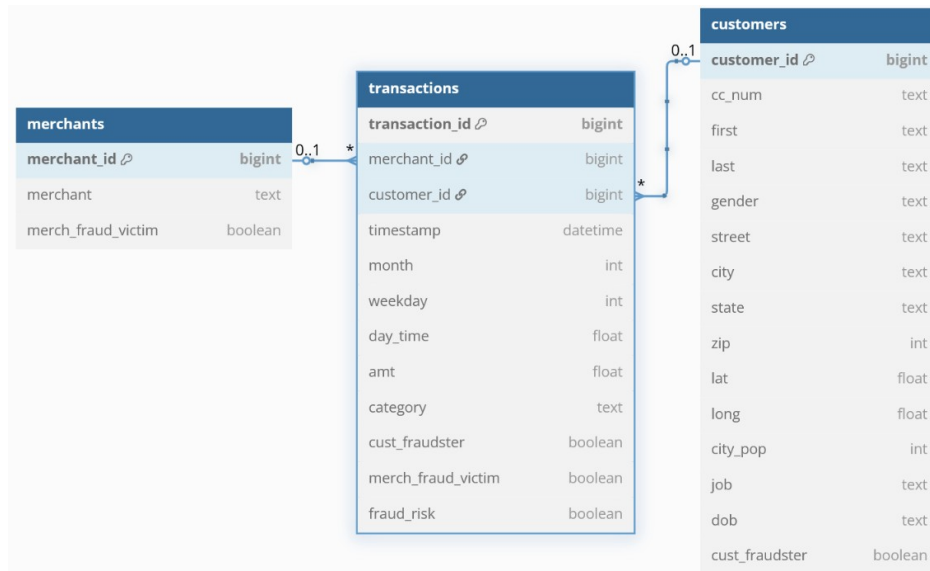 merchants
merchant_id bigint
merchant text
merch_fraud_victim boolean
0..1 *
transactions
transaction_id bigint
merchant_id bigint
customer_id bigint
timestamp datetime
month int
weekday int
day_time float
amt float
category text
cust_fraudster boolean
merch_fraud_victim boolean
fraud_risk boolean
* 0..1
customers
customer_id bigint
cc_num text
first text
last text
gender text
street text
city text
state text
zip int
lat float
long float
city_pop int
job text
dob text
cust_fraudster boolean